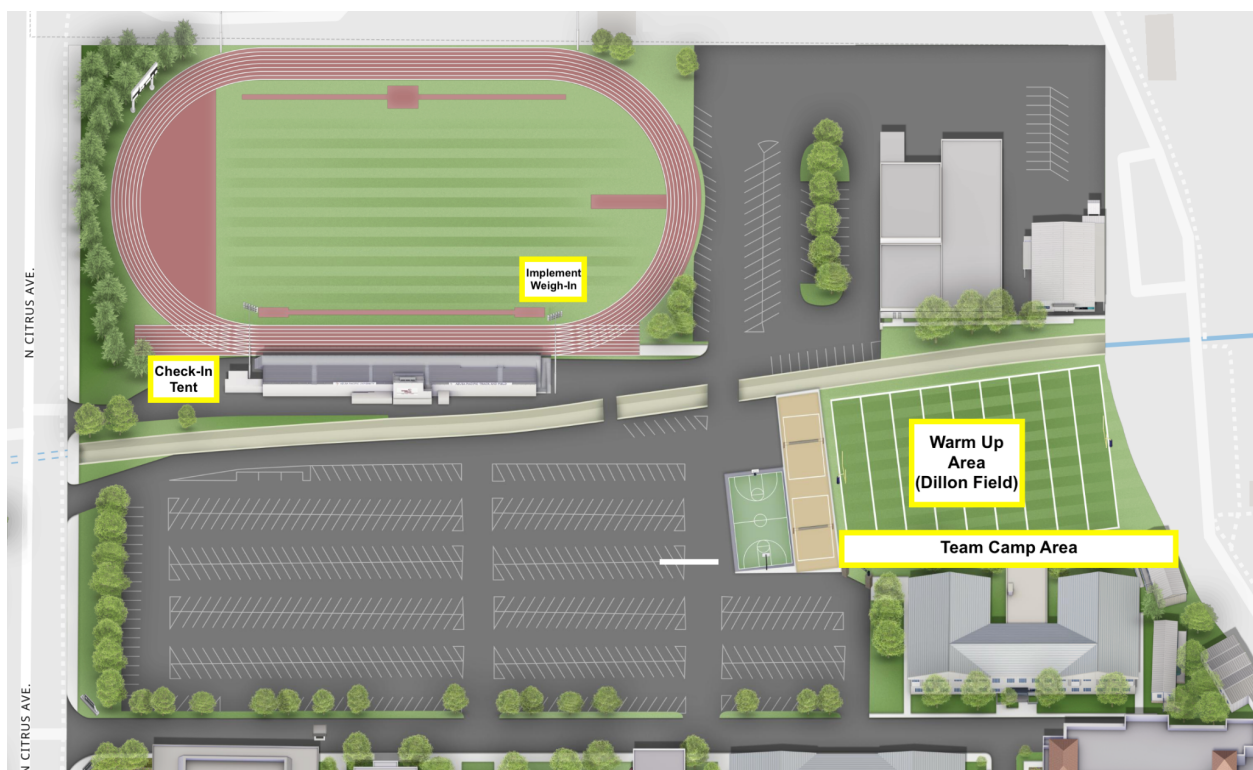 Implement
Weigh-In
N CITRUS AVE.
Check-In
Tent
Warm Up
Area
(Dillon Field)
Team Camp Area
N CITRUS AVE.